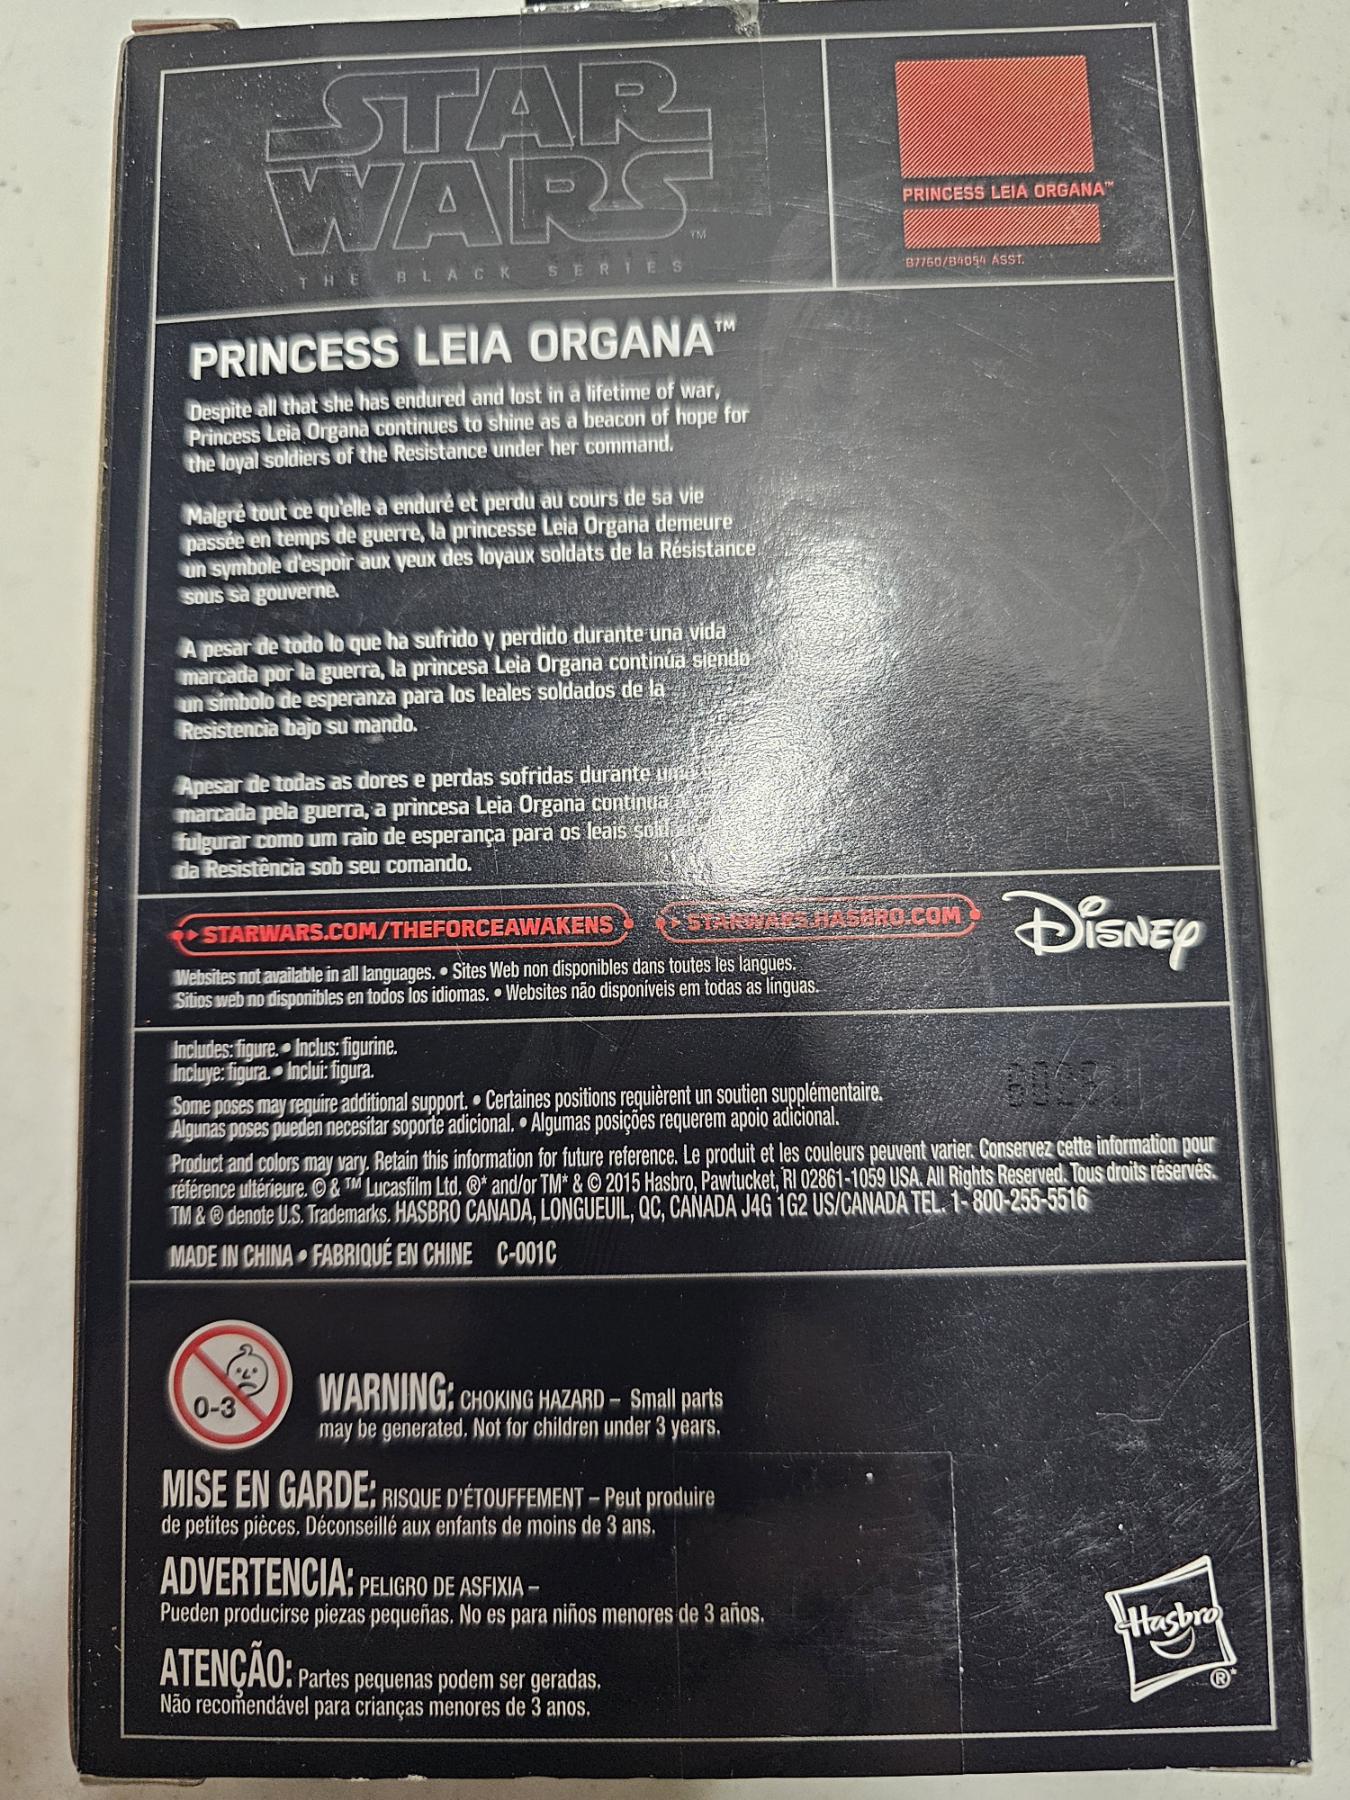 STAR
WARS™
THE BLACK SERIES
PRINCESS LEIA ORGANA™
B7760/B4054 ASST.
PRINCESS LEIA ORGANA™
Despite all that she has endured and lost in a lifetime of war,
Princess Leia Organa continues to shine as a beacon of hope for
the loyal soldiers of the Resistance under her command.
Malgré tout ce qu'elle a enduré et perdu au cours de sa vie
passée en temps de guerre, la princesse Leia Organa demeure
un symbole d'espoir aux yeux des loyaux soldats de la Résistance
sous sa gouverne.
A pesar de todo lo que ha sufrido y perdido durante una vida
marcada por la guerra, la princesa Leia Organa continúa siendo
un símbolo de esperanza para los leales soldados de la
Resistencia bajo su mando.
Apesar de todas as dores e perdas sofridas durante
marcada pela guerra, a princesa Leia Organa continua
fulgurar como um raio de esperança para os leais
da Resistência sob seu comando.
STARWARS.COM/THEFORCEAWAKENS
STARWARS.HASBRO.COM
Disney
Websites not available in all languages. • Sites Web non disponibles dans toutes les langues.
Sitios web no disponibles en todos los idiomas. • Websites não disponíveis em todas as línguas.
Includes: figure. • Inclus: figurine.
Incluye: figura. • Inclui: figura.
Some poses may require additional support. • Certaines positions requièrent un soutien supplémentaire.
Algunas poses pueden necesitar soporte adicional. • Algumas posições requerem apoio adicional.
Product and colors may vary. Retain this information for future reference. Le produit et les couleurs peuvent varier. Conservez cette information pour
référence ultérieure. © & ™ Lucasfilm Ltd. ®* and/or TM* & © 2015 Hasbro, Pawtucket, RI 02861-1059 USA. All Rights Reserved. Tous droits réservés.
TM & ® denote U.S. Trademarks. HASBRO CANADA, LONGUEUIL, QC, CANADA J4G 1G2 US/CANADA TEL. 1-800-255-5516
MADE IN CHINA • FABRIQUÉ EN CHINE C-001C
0-3
WARNING: CHOKING HAZARD – Small parts
may be generated. Not for children under 3 years.
MISE EN GARDE: RISQUE D'ÉTOUFFEMENT – Peut produire
de petites pièces. Déconseillé aux enfants de moins de 3 ans.
ADVERTENCIA: PELIGRO DE ASFIXIA –
Pueden producirse piezas pequeñas. No es para niños menores de 3 años.
ATENÇÃO: Partes pequenas podem ser geradas.
Não recomendável para crianças menores de 3 anos.
Hasbro
®*